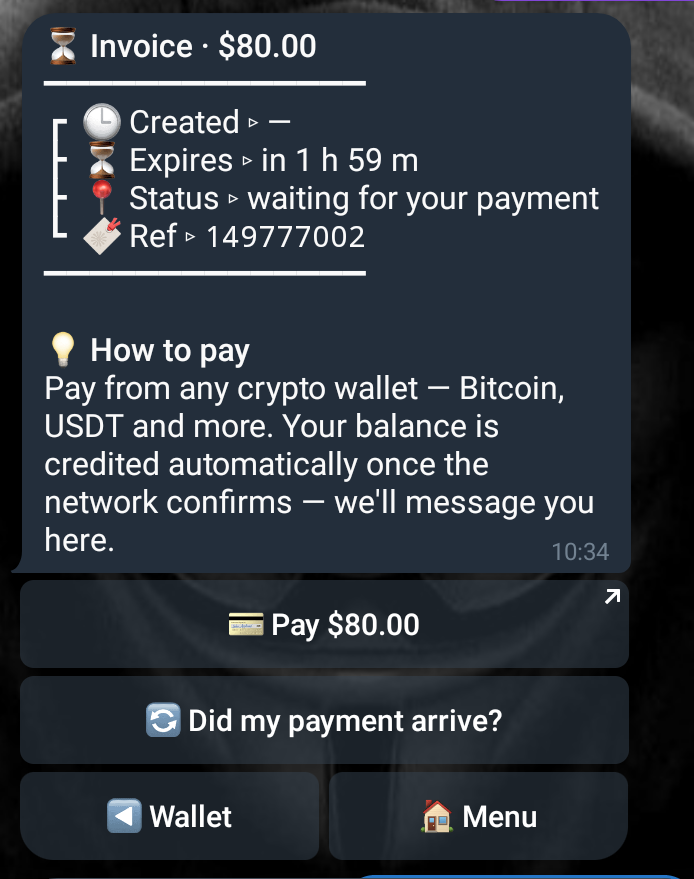 ⏳ Invoice · $80.00
🕒 Created ▹ —
⏳ Expires ▹ in 1 h 59 m
📍 Status ▹ waiting for your payment
🧨 Ref ▹ 149777002
💡 How to pay
Pay from any crypto wallet — Bitcoin,
USDT and more. Your balance is
credited automatically once the
network confirms — we'll message you
here.
10:34
💳 Pay $80.00
🔄 Did my payment arrive?
◀️ Wallet
🏠 Menu